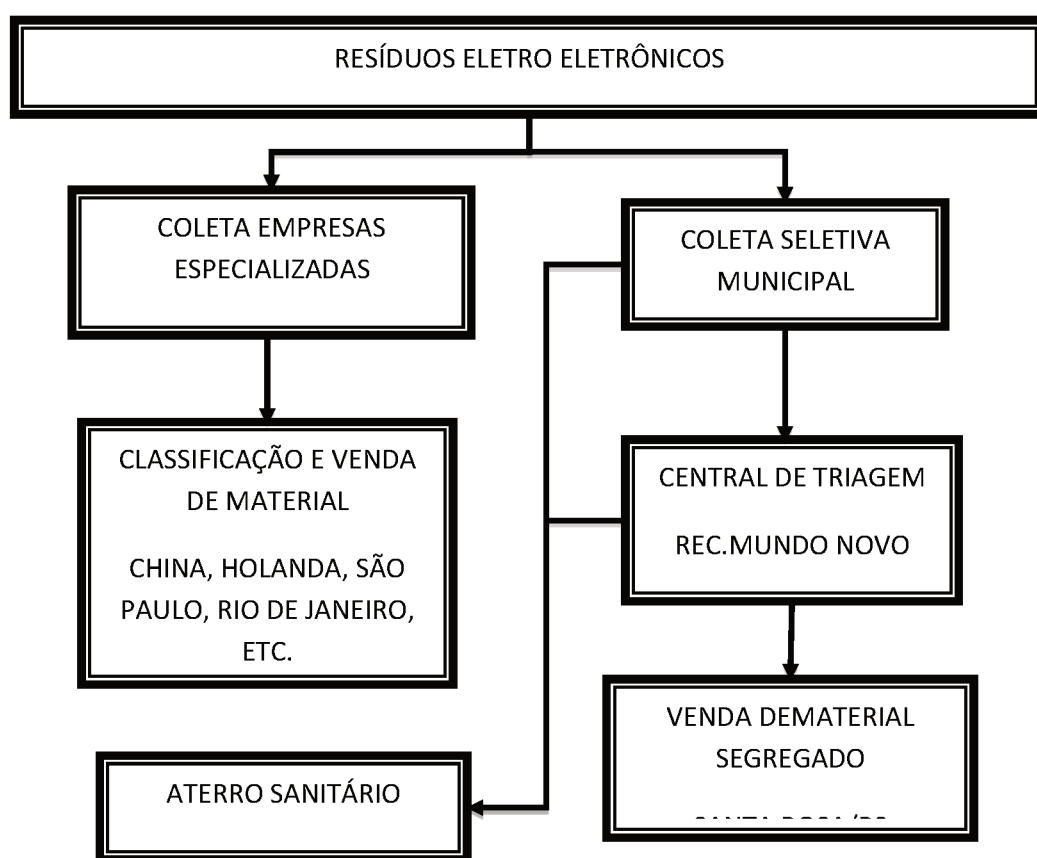 RESÍDUOS ELETRO ELETRÔNICOS
COLETA EMPRESAS
ESPECIALIZADAS
COLETA SELETIVA
MUNICIPAL
CLASSIFICAÇÃO E VENDA
DE MATERIAL
CHINA, HOLANDA, SÃO
PAULO, RIO DE JANEIRO,
ETC.
CENTRAL DE TRIAGEM
REC.MUNDO NOVO
VENDA DEMATERIAL
SEGREGADO
ATERRO SANITÁRIO